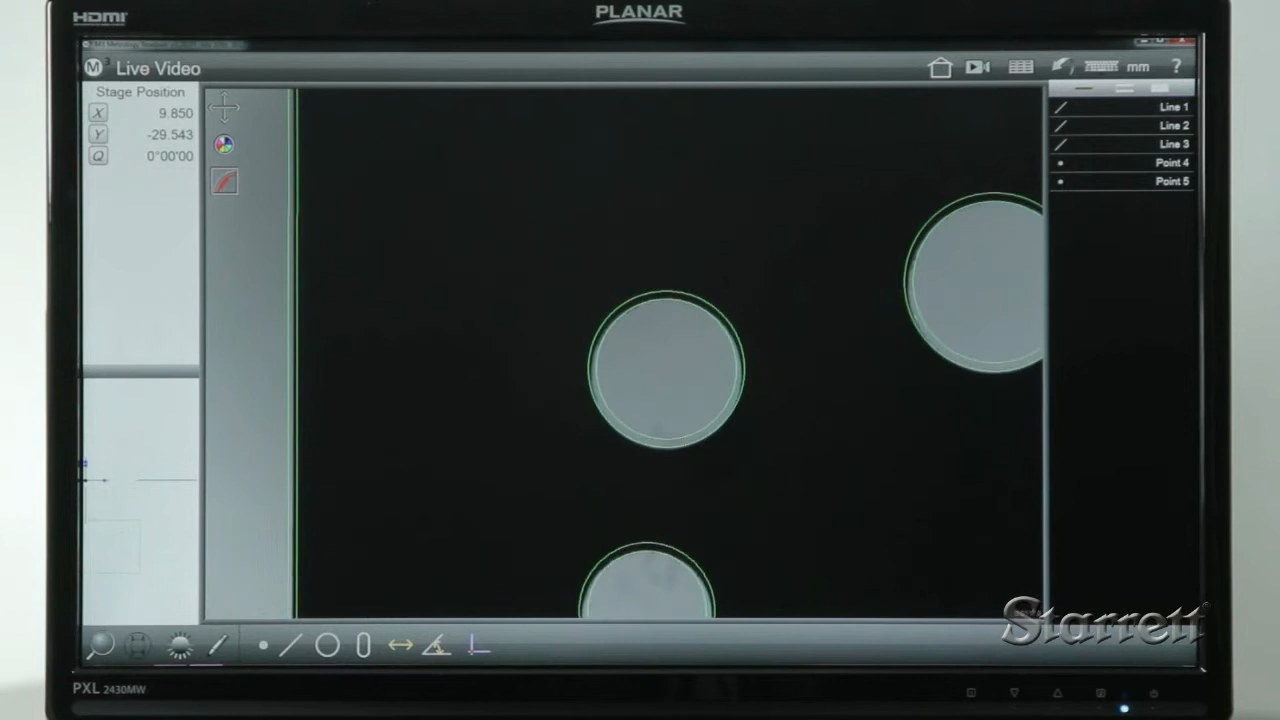 HDMI
PLANAR
M3 Live Video
mm
?
Stage Position
X 9.850
Y -29.543
Q 0°00'00
Line 1
Line 2
Line 3
Point 4
Point 5
Starrett
PXL 2430MW